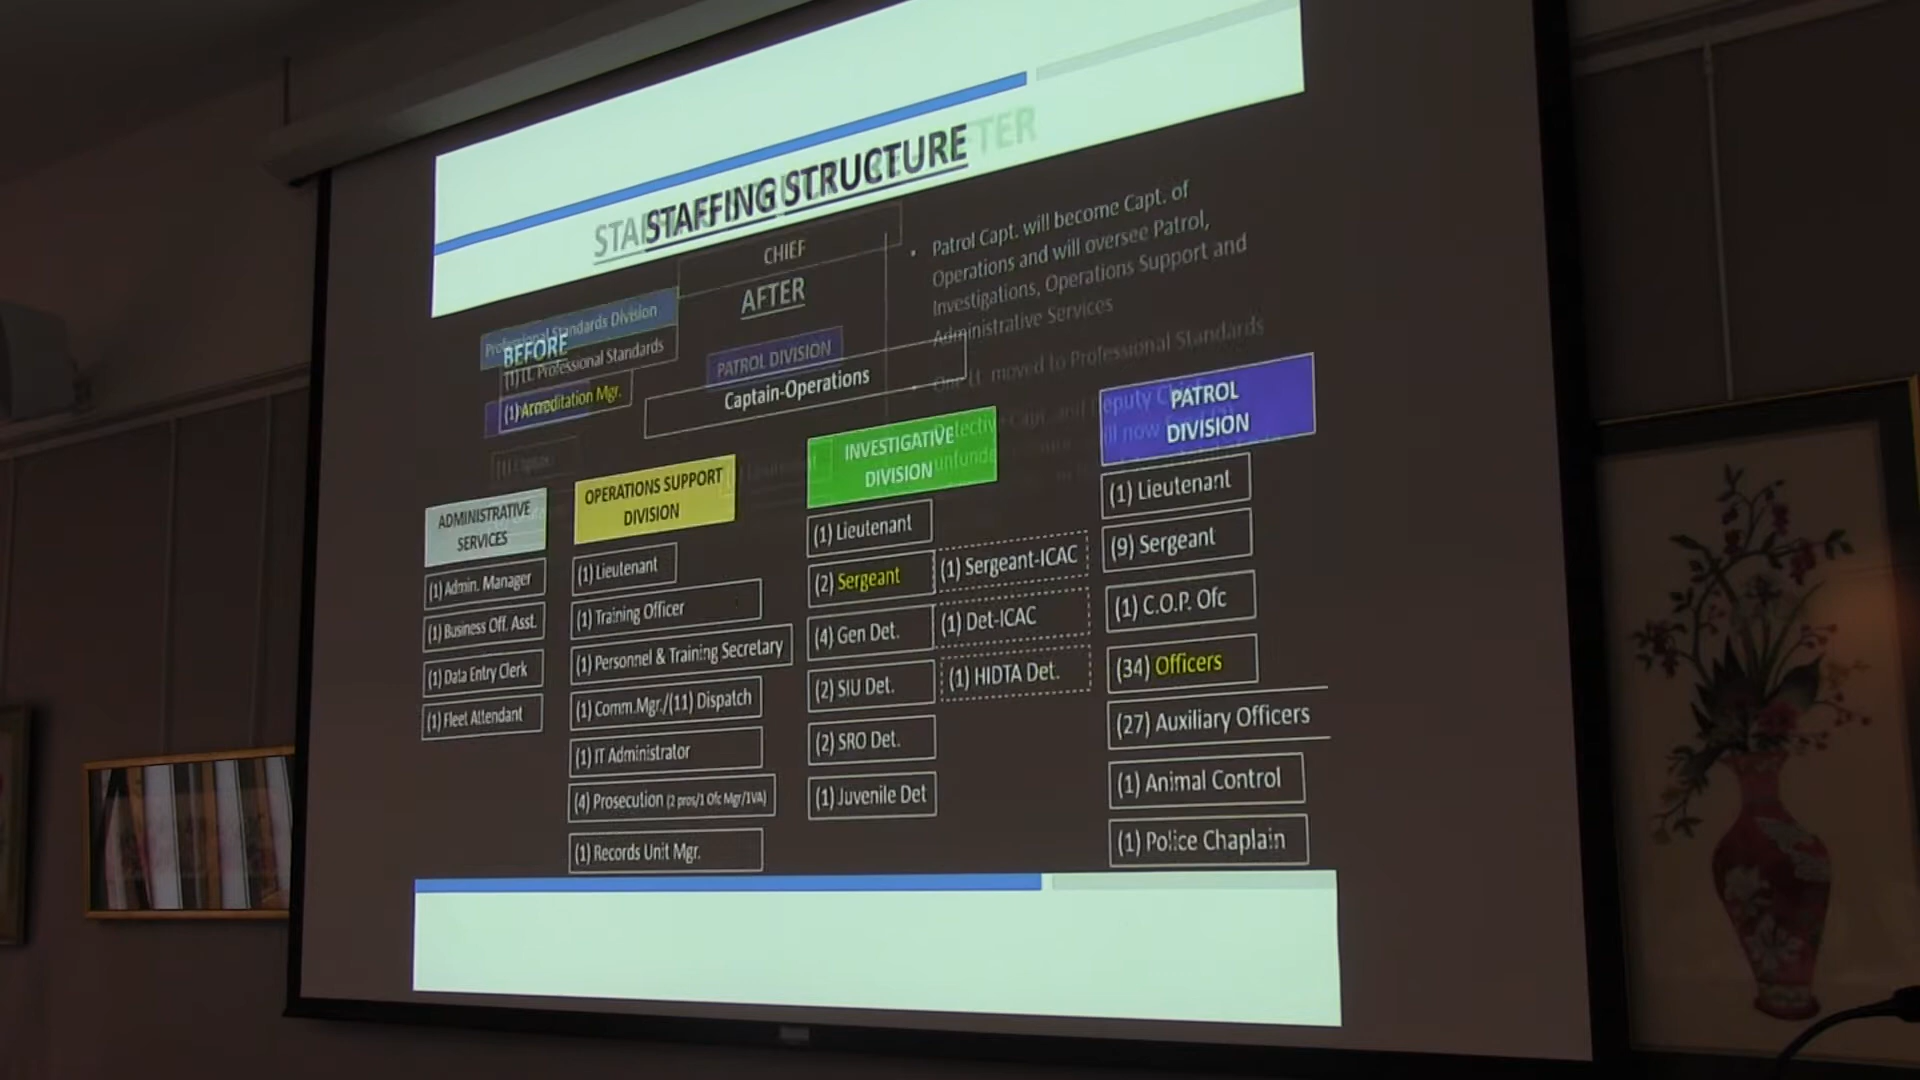 STAFFING STRUCTURE
AFTER
CHIEF
AFTER
Professional Standards Division
BEFORE
(1) Lt. Professional Standards
(1) Accreditation Mgr.
PATROL DIVISION
Captain-Operations
• Patrol Capt. will become Capt. of
Operations and will oversee Patrol,
Investigations, Operations Support and
Administrative Services
• One Lt. moved to Professional Standards
ADMINISTRATIVE
SERVICES
(1) Admin. Manager
(1) Business Off. Asst.
(1) Data Entry Clerk
(1) Fleet Attendant
OPERATIONS SUPPORT
DIVISION
(1) Lieutenant
(1) Training Officer
(1) Personnel & Training Secretary
(1) Comm.Mgr./(11) Dispatch
(1) IT Administrator
(4) Prosecution (2 pros/1 Ofc Mgr/1VA)
(1) Records Unit Mgr.
INVESTIGATIVE
DIVISION
(1) Lieutenant
(2) Sergeant
(4) Gen Det.
(2) SIU Det.
(2) SRO Det.
(1) Juvenile Det
(1) Sergeant-ICAC
(1) Det-ICAC
(1) HIDTA Det.
PATROL
DIVISION
(1) Lieutenant
(9) Sergeant
(1) C.O.P. Ofc
(34) Officers
(27) Auxiliary Officers
(1) Animal Control
(1) Police Chaplain